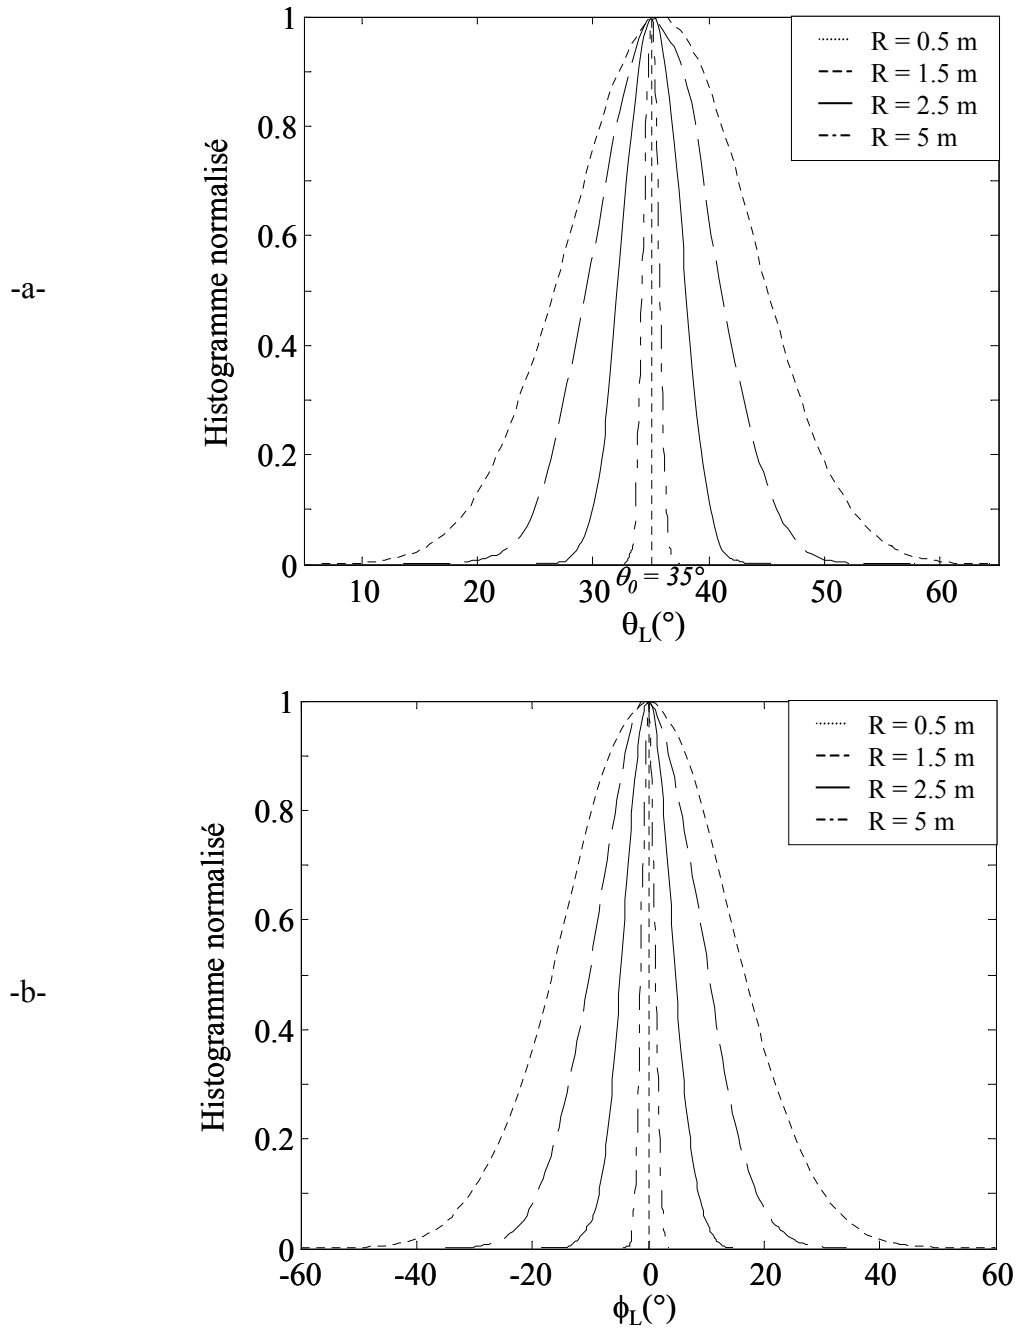 -a-
Histogramme normalisé
1
0.8
0.6
0.4
0.2
0
R = 0.5 m
R = 1.5 m
R = 2.5 m
R = 5 m
θ₀ = 35°
10 20 30 40 50 60
θL(°)
-b-
Histogramme normalisé
1
0.8
0.6
0.4
0.2
0
R = 0.5 m
R = 1.5 m
R = 2.5 m
R = 5 m
-60 -40 -20 0 20 40 60
ϕL(°)